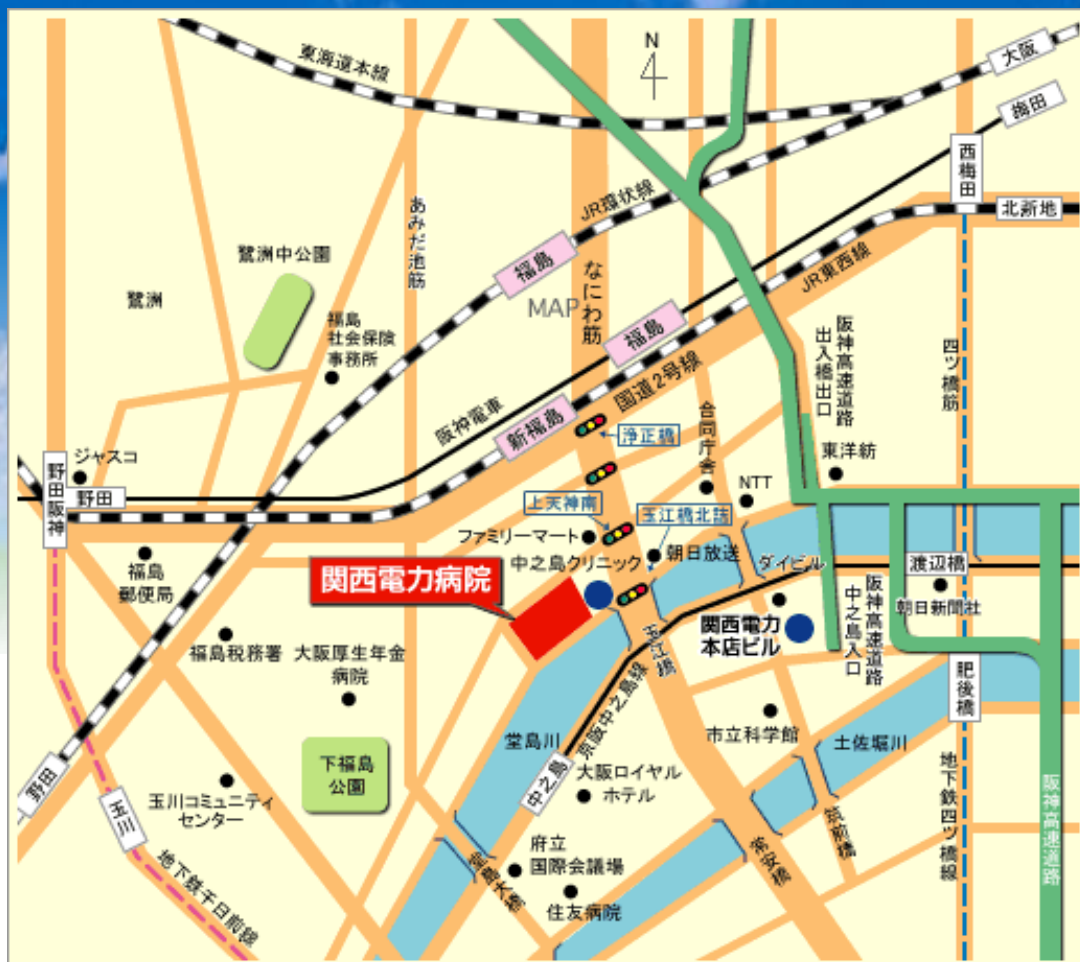 N
東海道本線
大阪
梅田
西梅田
北新地
JR環状線
あみだ池筋
鷺洲中公園
鷺洲
福島
MAP
なにわ筋
福島
JR東西線
福島
社会保険
事務所
阪神高速道路
出入橋出口
四ツ橋筋
国道2号線
阪神電車
新福島
浄正橋
合同庁舎
東洋紡
ジャスコ
野田阪神
野田
NTT
上天神南
玉江橋北詰
ファミリーマート
中之島クリニック
朝日放送
ダイビル
渡辺橋
福島
郵便局
関西電力病院
朝日新聞社
阪神高速道路
中之島入口
関西電力
本店ビル
玉江橋
福島税務署
大阪厚生年金
病院
肥後橋
京阪中之島線
市立科学館
堂島川
土佐堀川
中之島
下福島
公園
大阪ロイヤル
ホテル
野田
玉川
玉川コミュニティ
センター
地下鉄四ツ橋線
阪神高速道路
筑前橋
常安橋
府立
国際会議場
堂島大橋
住友病院
地下鉄千日前線